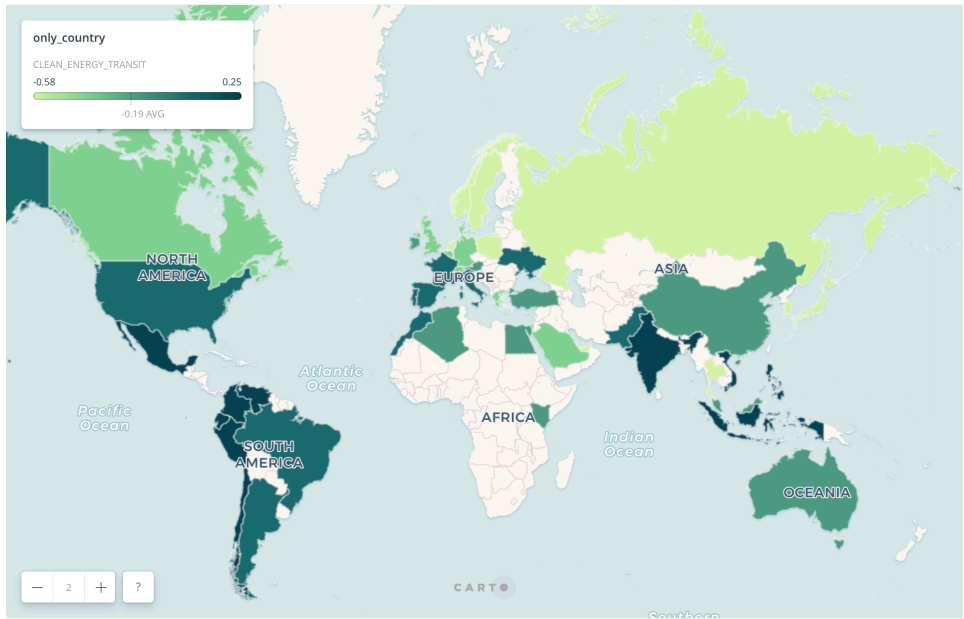 only_country
CLEAN_ENERGY_TRANSIT
-0.58 0.25
-0.19 AVG
NORTH
AMERICA
EUROPE
ASIA
Atlantic
Ocean
Pacific
Ocean
AFRICA
SOUTH
AMERICA
Indian
Ocean
OCEANIA
— 2 + ?
CARTO
Southern